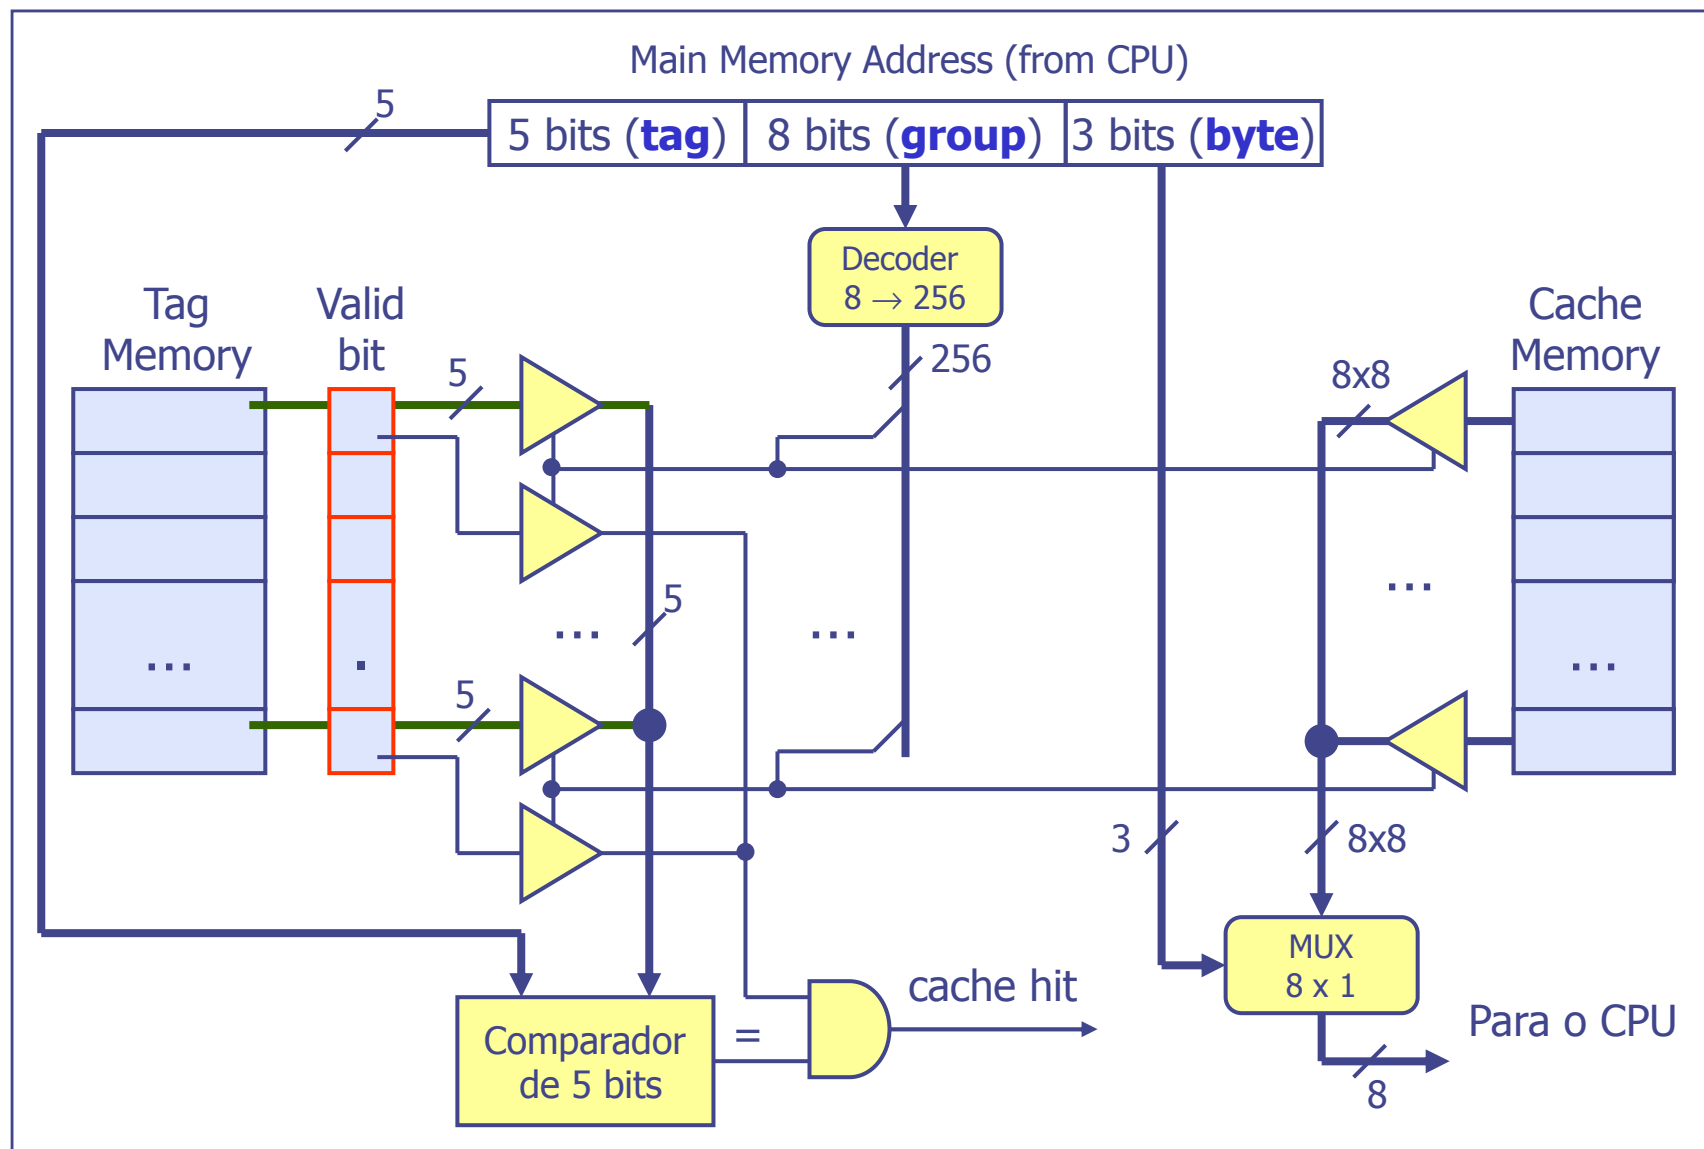 Main Memory Address (from CPU)
5
5 bits (tag) 8 bits (group) 3 bits (byte)
Decoder
8 → 256
Tag
Memory
Valid
bit
Cache
Memory
256
5
8x8
5
...
...
...
...
.
...
5
3
8x8
MUX
8 x 1
cache hit
Para o CPU
Comparador
de 5 bits
=
8